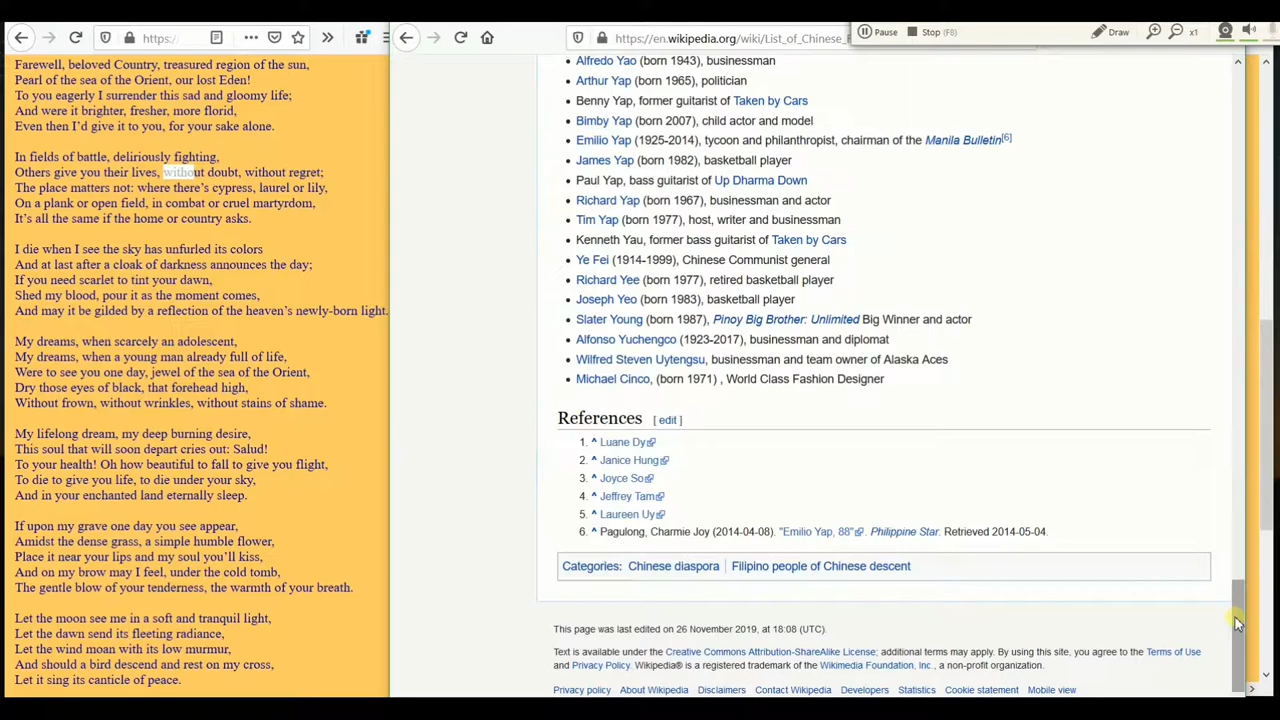 https://
Farewell, beloved Country, treasured region of the sun,
Pearl of the sea of the Orient, our lost Eden!
To you eagerly I surrender this sad and gloomy life;
And were it brighter, fresher, more florid,
Even then I'd give it to you, for your sake alone.
In fields of battle, deliriously fighting,
Others give you their lives, without doubt, without regret;
The place matters not: where there's cypress, laurel or lily,
On a plank or open field, in combat or cruel martyrdom,
It's all the same if the home or country asks.
I die when I see the sky has unfurled its colors
And at last after a cloak of darkness announces the day;
If you need scarlet to tint your dawn,
Shed my blood, pour it as the moment comes,
And may it be gilded by a reflection of the heaven's newly-born light.
My dreams, when scarcely an adolescent,
My dreams, when a young man already full of life,
Were to see you one day, jewel of the sea of the Orient,
Dry those eyes of black, that forehead high,
Without frown, without wrinkles, without stains of shame.
My lifelong dream, my deep burning desire,
This soul that will soon depart cries out: Salud!
To your health! Oh how beautiful to fall to give you flight,
To die to give you life, to die under your sky,
And in your enchanted land eternally sleep.
If upon my grave one day you see appear,
Amidst the dense grass, a simple humble flower,
Place it near your lips and my soul you'll kiss,
And on my brow may I feel, under the cold tomb,
The gentle blow of your tenderness, the warmth of your breath.
Let the moon see me in a soft and tranquil light,
Let the dawn send its fleeting radiance,
Let the wind moan with its low murmur,
And should a bird descend and rest on my cross,
Let it sing its canticle of peace.
https://en.wikipedia.org/wiki/List_of_Chinese_
Pause Stop (F8) Draw x1
Alfredo Yao (born 1943), businessman
Arthur Yap (born 1965), politician
Benny Yap, former guitarist of Taken by Cars
Bimby Yap (born 2007), child actor and model
Emilio Yap (1925-2014), tycoon and philanthropist, chairman of the Manila Bulletin[6]
James Yap (born 1982), basketball player
Paul Yap, bass guitarist of Up Dharma Down
Richard Yap (born 1967), businessman and actor
Tim Yap (born 1977), host, writer and businessman
Kenneth Yau, former bass guitarist of Taken by Cars
Ye Fei (1914-1999), Chinese Communist general
Richard Yee (born 1977), retired basketball player
Joseph Yeo (born 1983), basketball player
Slater Young (born 1987), Pinoy Big Brother: Unlimited Big Winner and actor
Alfonso Yuchengco (1923-2017), businessman and diplomat
Wilfred Steven Uytengsu, businessman and team owner of Alaska Aces
Michael Cinco, (born 1971) , World Class Fashion Designer
References [ edit ]
1. ^ Luane Dy
2. ^ Janice Hung
3. ^ Joyce So
4. ^ Jeffrey Tam
5. ^ Laureen Uy
6. ^ Pagulong, Charmie Joy (2014-04-08). "Emilio Yap, 88". Philippine Star. Retrieved 2014-05-04.
Categories: Chinese diaspora | Filipino people of Chinese descent
This page was last edited on 26 November 2019, at 18:08 (UTC).
Text is available under the Creative Commons Attribution-ShareAlike License; additional terms may apply. By using this site, you agree to the Terms of Use
and Privacy Policy. Wikipedia® is a registered trademark of the Wikimedia Foundation, Inc., a non-profit organization.
Privacy policy About Wikipedia Disclaimers Contact Wikipedia Developers Statistics Cookie statement Mobile view